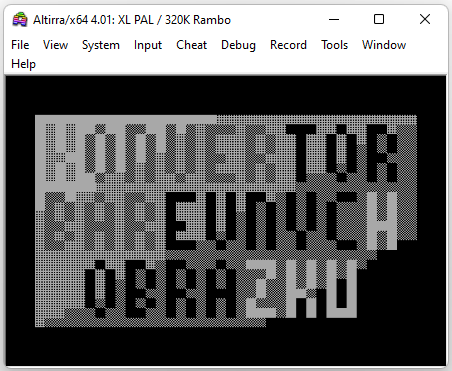 Altirra/x64 4.01: XL PAL / 320K Rambo
File View System Input Cheat Debug Record Tools Window
Help
KONVERTOR
BAREVNYCH
OBRAZKU